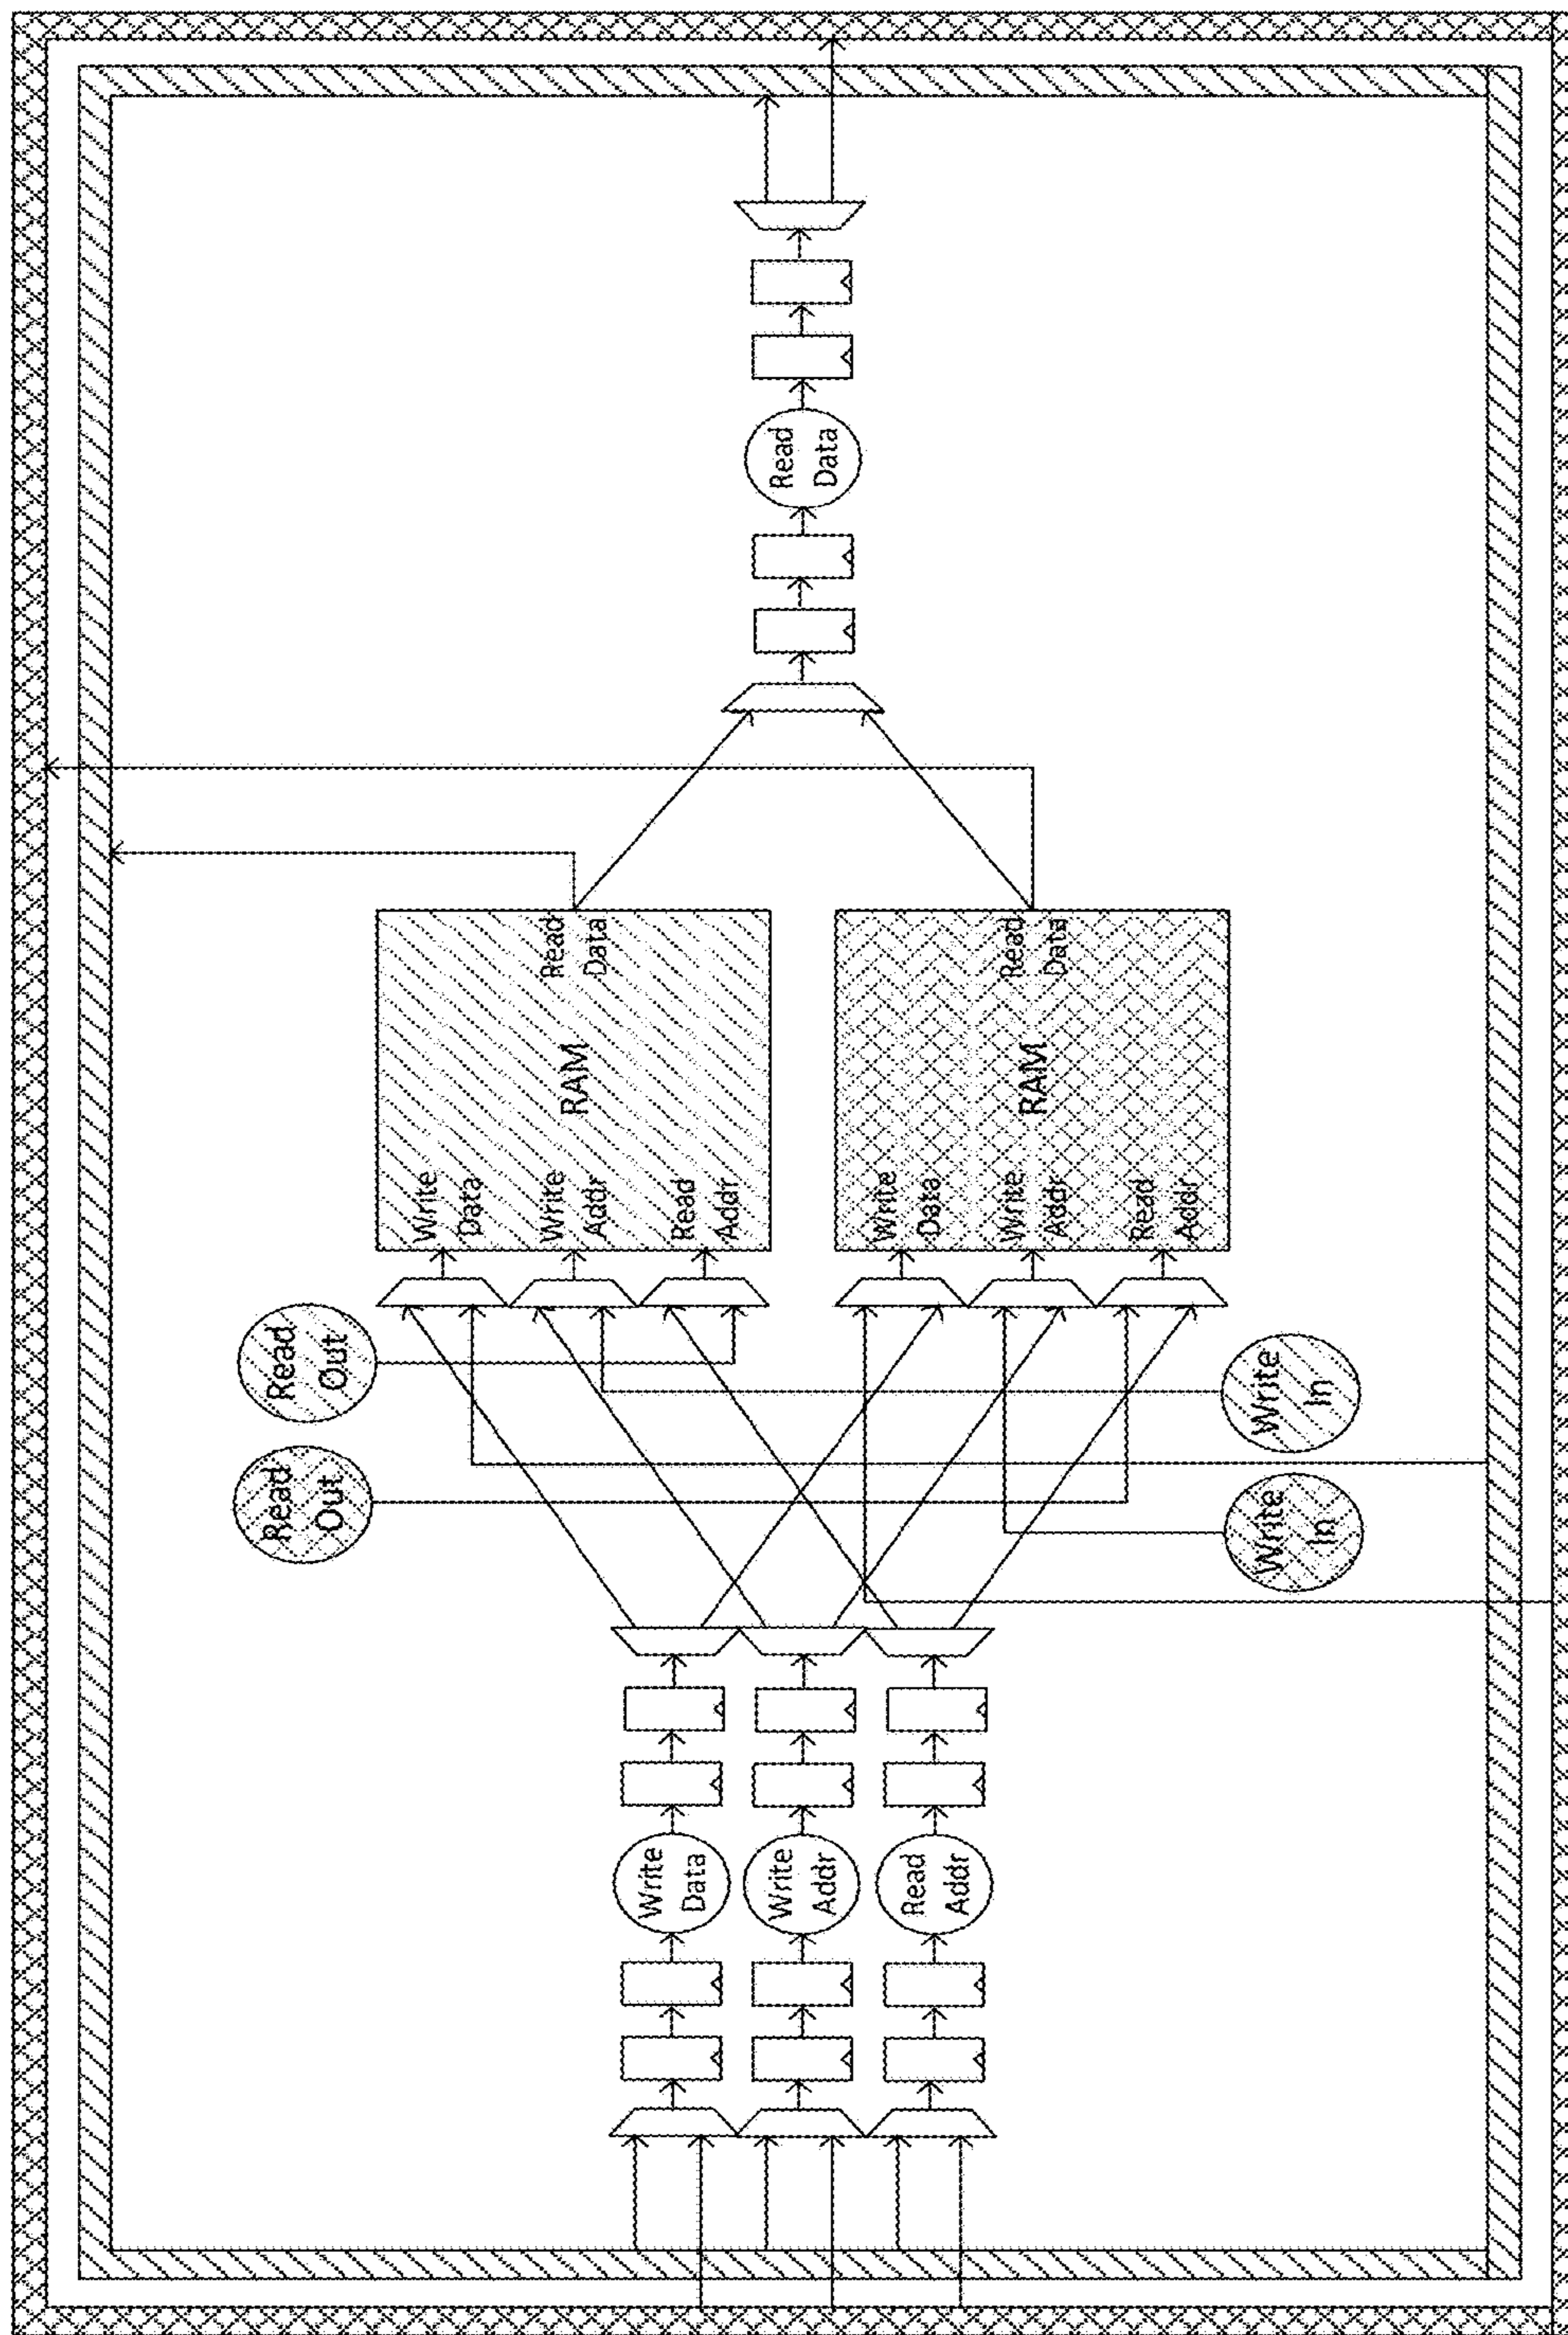 Read
Data
Read
Data
RAM
Write
Data
Write
Addr
Read
Addr
Read
Data
RAM
Write
Data
Write
Addr
Read
Addr
Read
Out
Read
Out
Write
In
Write
In
Write
Data
Write
Addr
Read
Addr